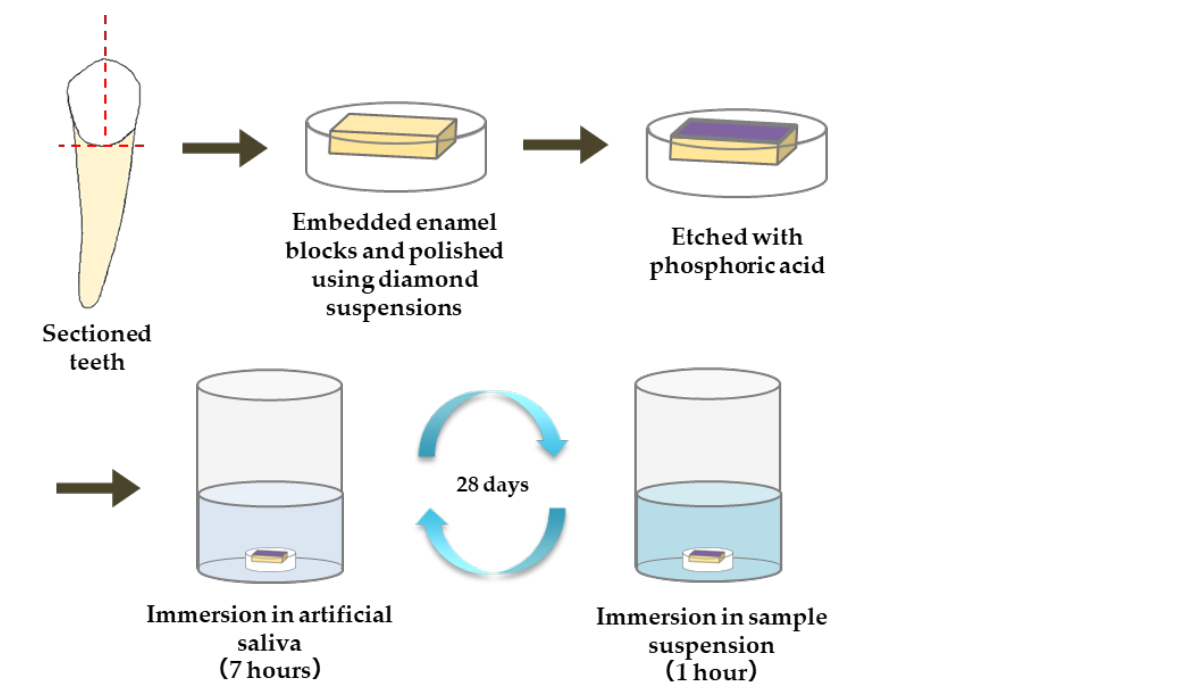 Embedded enamel
blocks and polished
using diamond
suspensions
Etched with
phosphoric acid
Sectioned
teeth
28 days
Immersion in artificial
saliva
(7 hours)
Immersion in sample
suspension
(1 hour)